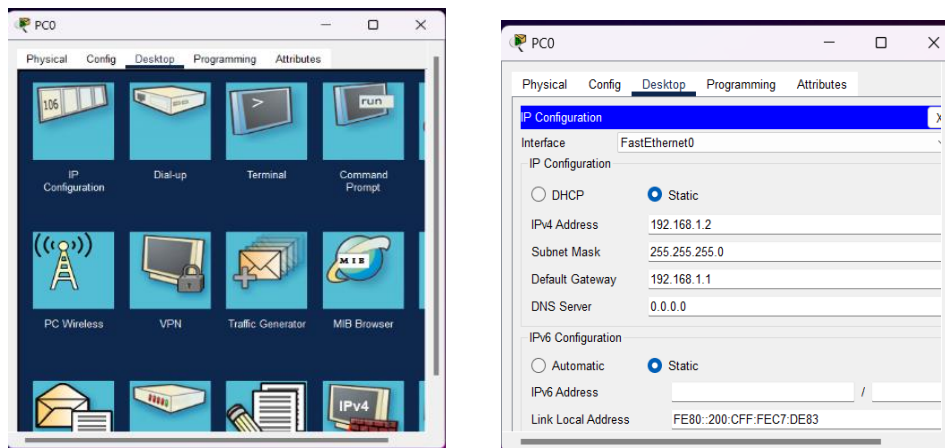 PC0
Physical Config Desktop Programming Attributes
106
run
IP
Configuration
Dial-up
Terminal
Command
Prompt
MIB
PC Wireless
VPN
Traffic Generator
MIB Browser
IPv4
PC0
Physical Config Desktop Programming Attributes
IP Configuration
X
Interface FastEthernet0
IP Configuration
DHCP Static
IPv4 Address 192.168.1.2
Subnet Mask 255.255.255.0
Default Gateway 192.168.1.1
DNS Server 0.0.0.0
IPv6 Configuration
Automatic Static
IPv6 Address /
Link Local Address FE80::200:CFF:FEC7:DE83